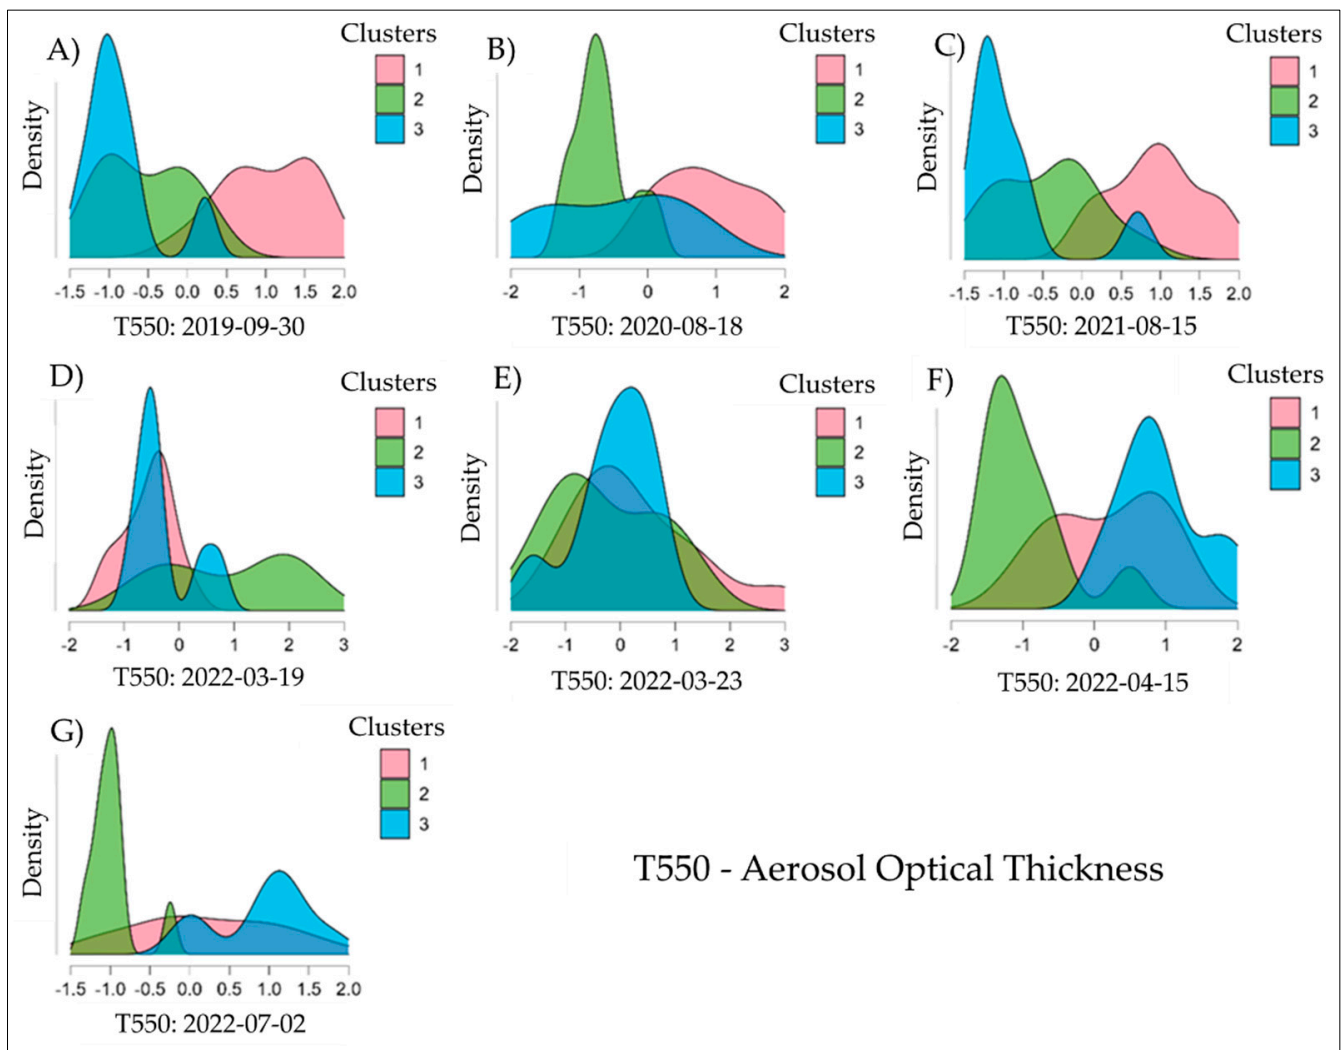 A)
Clusters
1
2
3
Density
-1.5 -1.0 -0.5 0.0 0.5 1.0 1.5 2.0
T550: 2019-09-30
B)
Clusters
1
2
3
Density
-2 -1 0 1 2
T550: 2020-08-18
C)
Clusters
1
2
3
Density
-1.5 -1.0 -0.5 0.0 0.5 1.0 1.5 2.0
T550: 2021-08-15
D)
Clusters
1
2
3
Density
-2 -1 0 1 2 3
T550: 2022-03-19
E)
Clusters
1
2
3
Density
-2 -1 0 1 2 3
T550: 2022-03-23
F)
Clusters
1
2
3
Density
-2 -1 0 1 2
T550: 2022-04-15
G)
Clusters
1
2
3
Density
-1.5 -1.0 -0.5 0.0 0.5 1.0 1.5 2.0
T550: 2022-07-02
T550 - Aerosol Optical Thickness